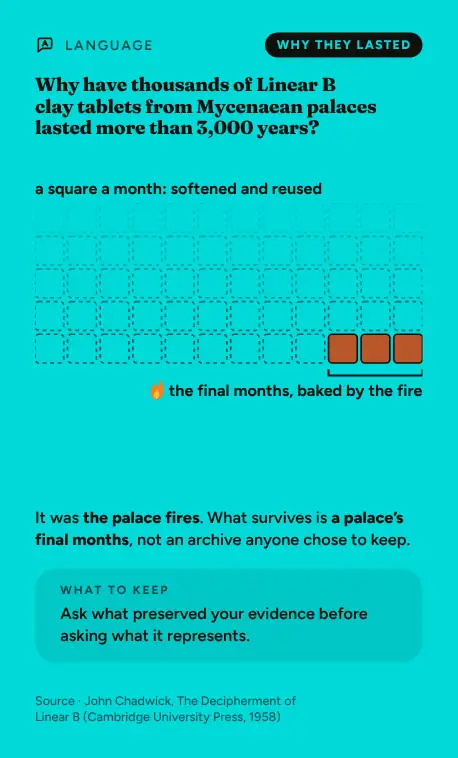 LANGUAGE
WHY THEY LASTED
Why have thousands of Linear B
clay tablets from Mycenaean palaces
lasted more than 3,000 years?
a square a month: softened and reused
🔥 the final months, baked by the fire
It was the palace fires. What survives is a palace’s
final months, not an archive anyone chose to keep.
WHAT TO KEEP
Ask what preserved your evidence before
asking what it represents.
Source · John Chadwick, The Decipherment of
Linear B (Cambridge University Press, 1958)